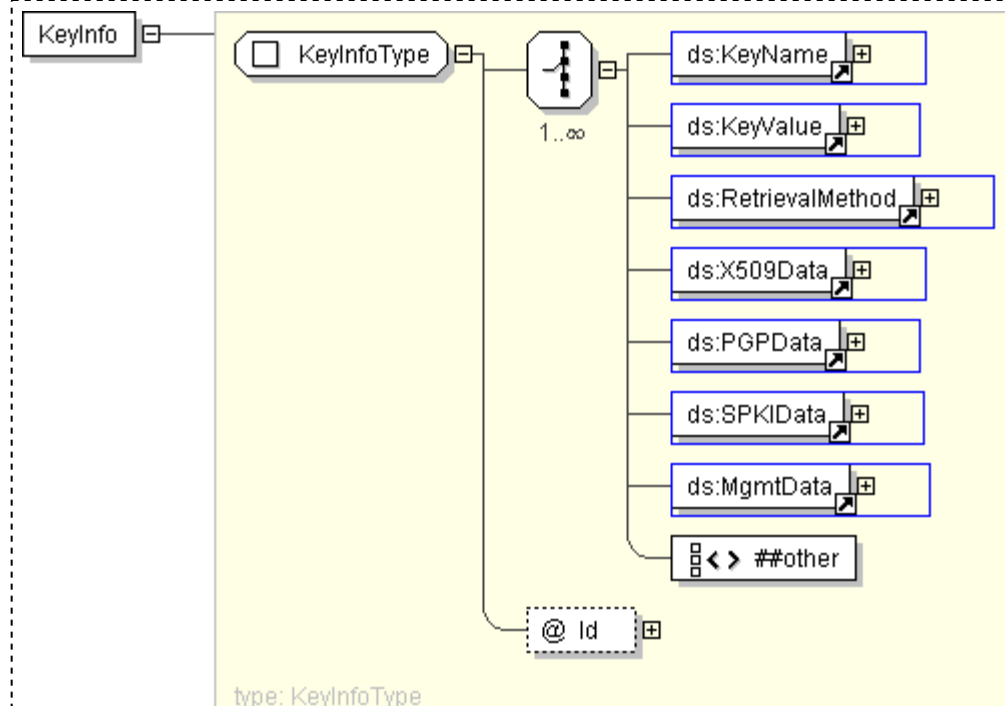 KeyInfo
KeyInfoType
1..∞
ds:KeyName
ds:KeyValue
ds:RetrievalMethod
ds:X509Data
ds:PGPData
ds:SPKIData
ds:MgmtData
##other
@ Id
type: KeyInfoType